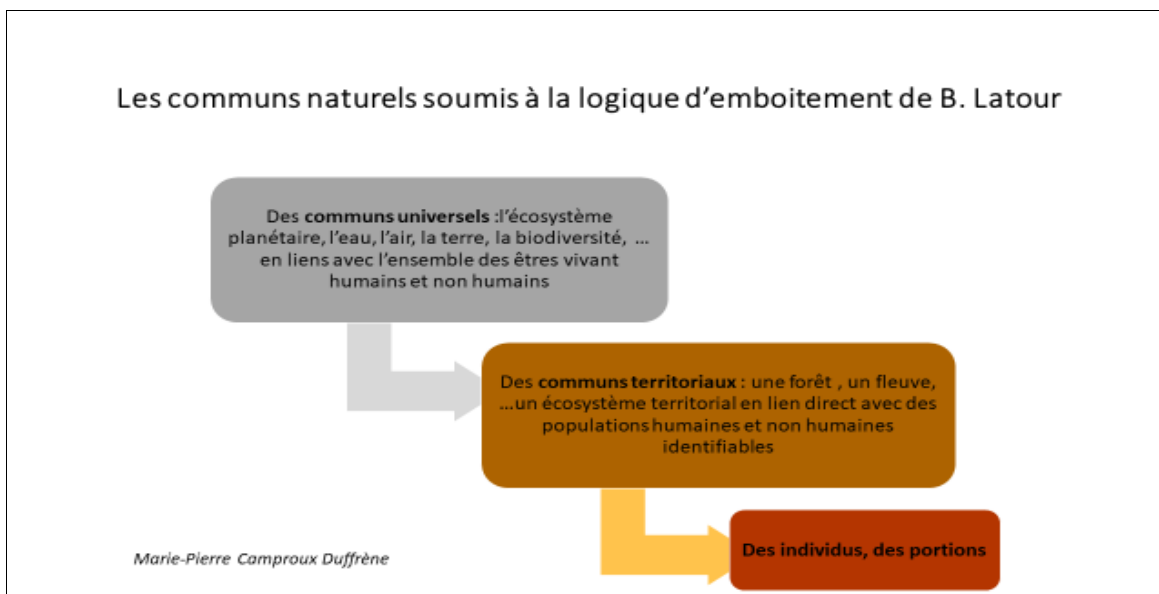 Les communs naturels soumis à la logique d'emboitement de B. Latour
Des communs universels :l'écosystème
planétaire, l'eau, l'air, la terre, la biodiversité, ...
en liens avec l'ensemble des êtres vivant
humains et non humains
Des communs territoriaux : une forêt , un fleuve,
...un écosystème territorial en lien direct avec des
populations humaines et non humaines
identifiables
Des individus, des portions
Marie-Pierre Camproux Duffrène